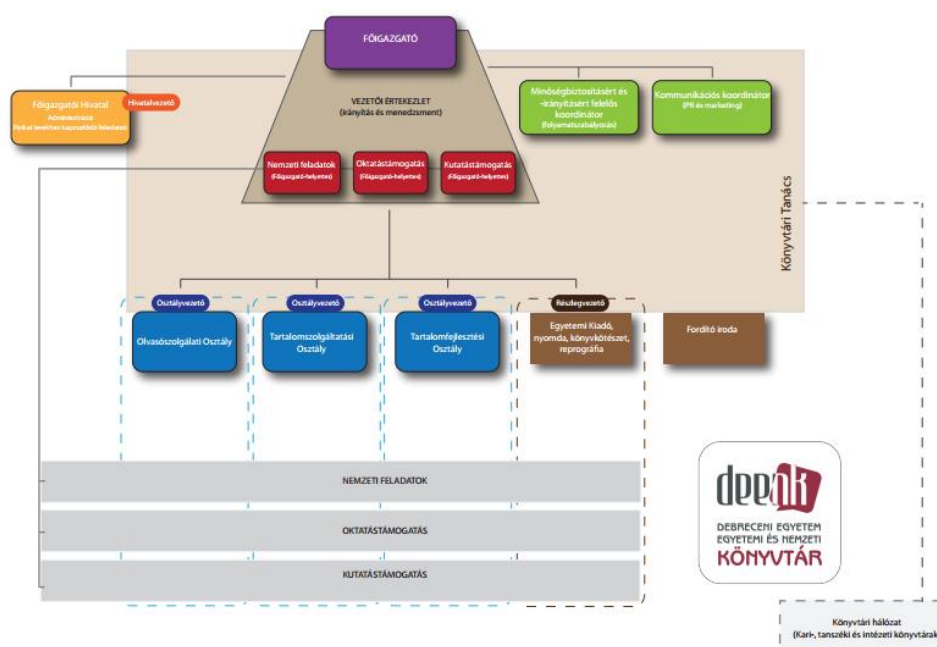 FŐIGAZGATÓ
VEZETŐI ÉRTEKEZLET
(irányítás és menedzsment)
Főigazgatói Hivatal
Adminisztráció
Fizikai terekhez kapcsolódó feladatok
Hivatalvezető
Minőségbiztosításért és
-irányításért felelős
koordinátor
(folyamatszabályozás)
Kommunikációs koordinátor
(PR és marketing)
Nemzeti feladatok
(Főigazgató-helyettes)
Oktatástámogatás
(Főigazgató-helyettes)
Kutatástámogatás
(Főigazgató-helyettes)
Könyvtári Tanács
Osztályvezető
Olvasószolgálati Osztály
Osztályvezető
Tartalomszolgáltatási
Osztály
Osztályvezető
Tartalomfejlesztési
Osztály
Részlegvezető
Egyetemi Kiadó,
nyomda, könyvkötészet,
reprográfia
Fordító iroda
NEMZETI FELADATOK
OKTATÁSTÁMOGATÁS
KUTATÁSTÁMOGATÁS
deenk
DEBRECENI EGYETEM
EGYETEMI ÉS NEMZETI
KÖNYVTÁR
Könyvtári hálózat
(Kari-, tanszéki és intézeti könyvtárak